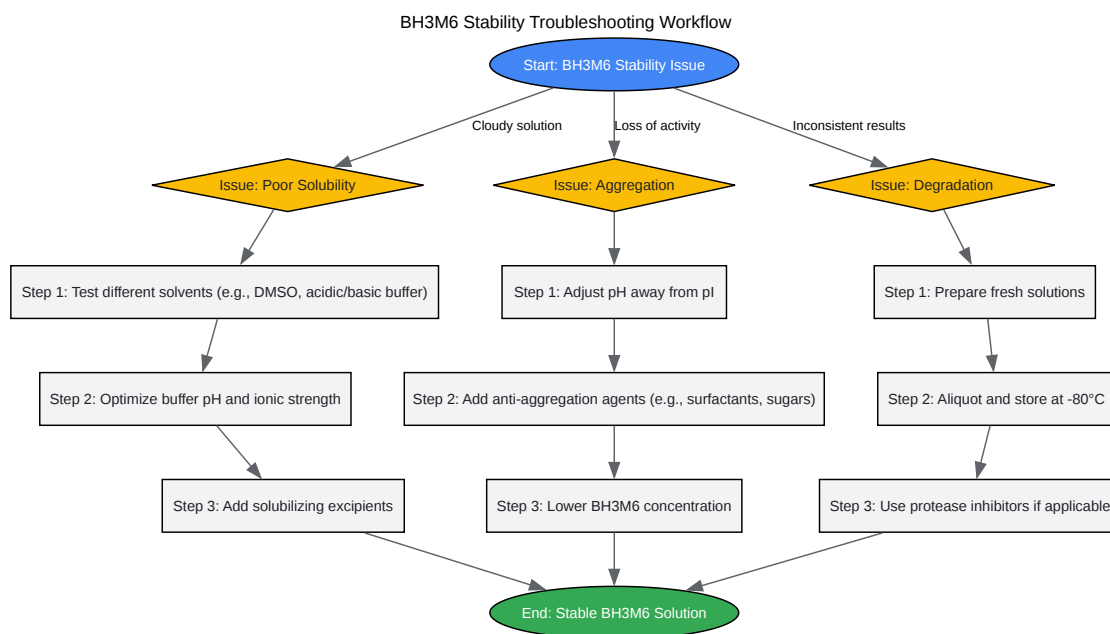 BH3M6 Stability Troubleshooting Workflow
Start: BH3M6 Stability Issue
Cloudy solution
Loss of activity
Inconsistent results
Issue: Poor Solubility
Issue: Aggregation
Issue: Degradation
Step 1: Test different solvents (e.g., DMSO, acidic/basic buffer)
Step 1: Adjust pH away from pI
Step 1: Prepare fresh solutions
Step 2: Optimize buffer pH and ionic strength
Step 2: Add anti-aggregation agents (e.g., surfactants, sugars)
Step 2: Aliquot and store at -80°C
Step 3: Add solubilizing excipients
Step 3: Lower BH3M6 concentration
Step 3: Use protease inhibitors if applicable
End: Stable BH3M6 Solution